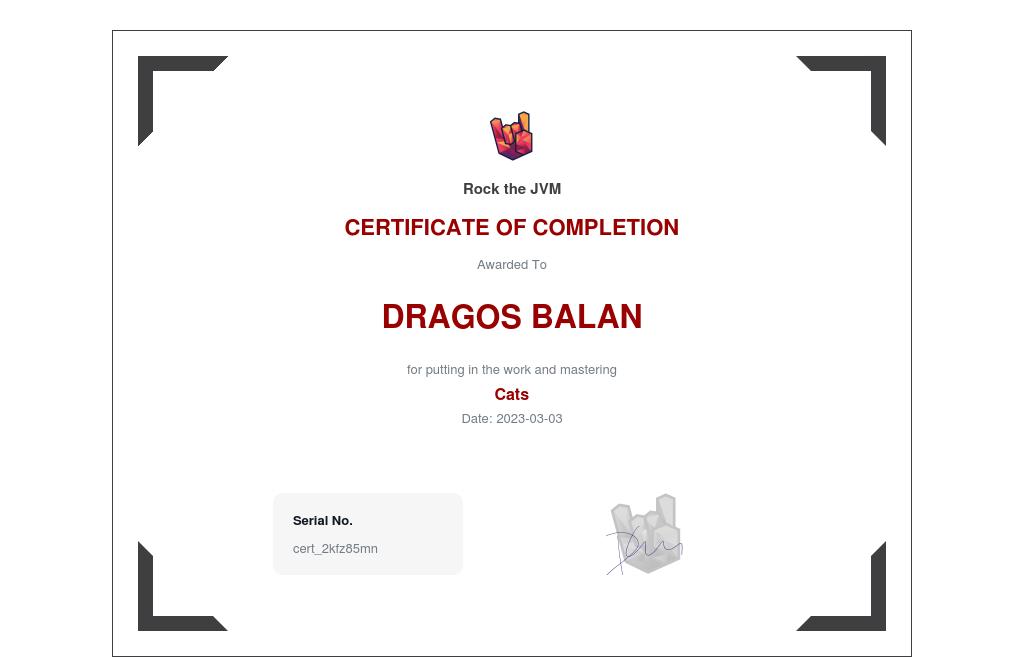 Rock the JVM
CERTIFICATE OF COMPLETION
Awarded To
DRAGOS BALAN
for putting in the work and mastering
Cats
Date: 2023-03-03
Serial No.
cert_2kfz85mn